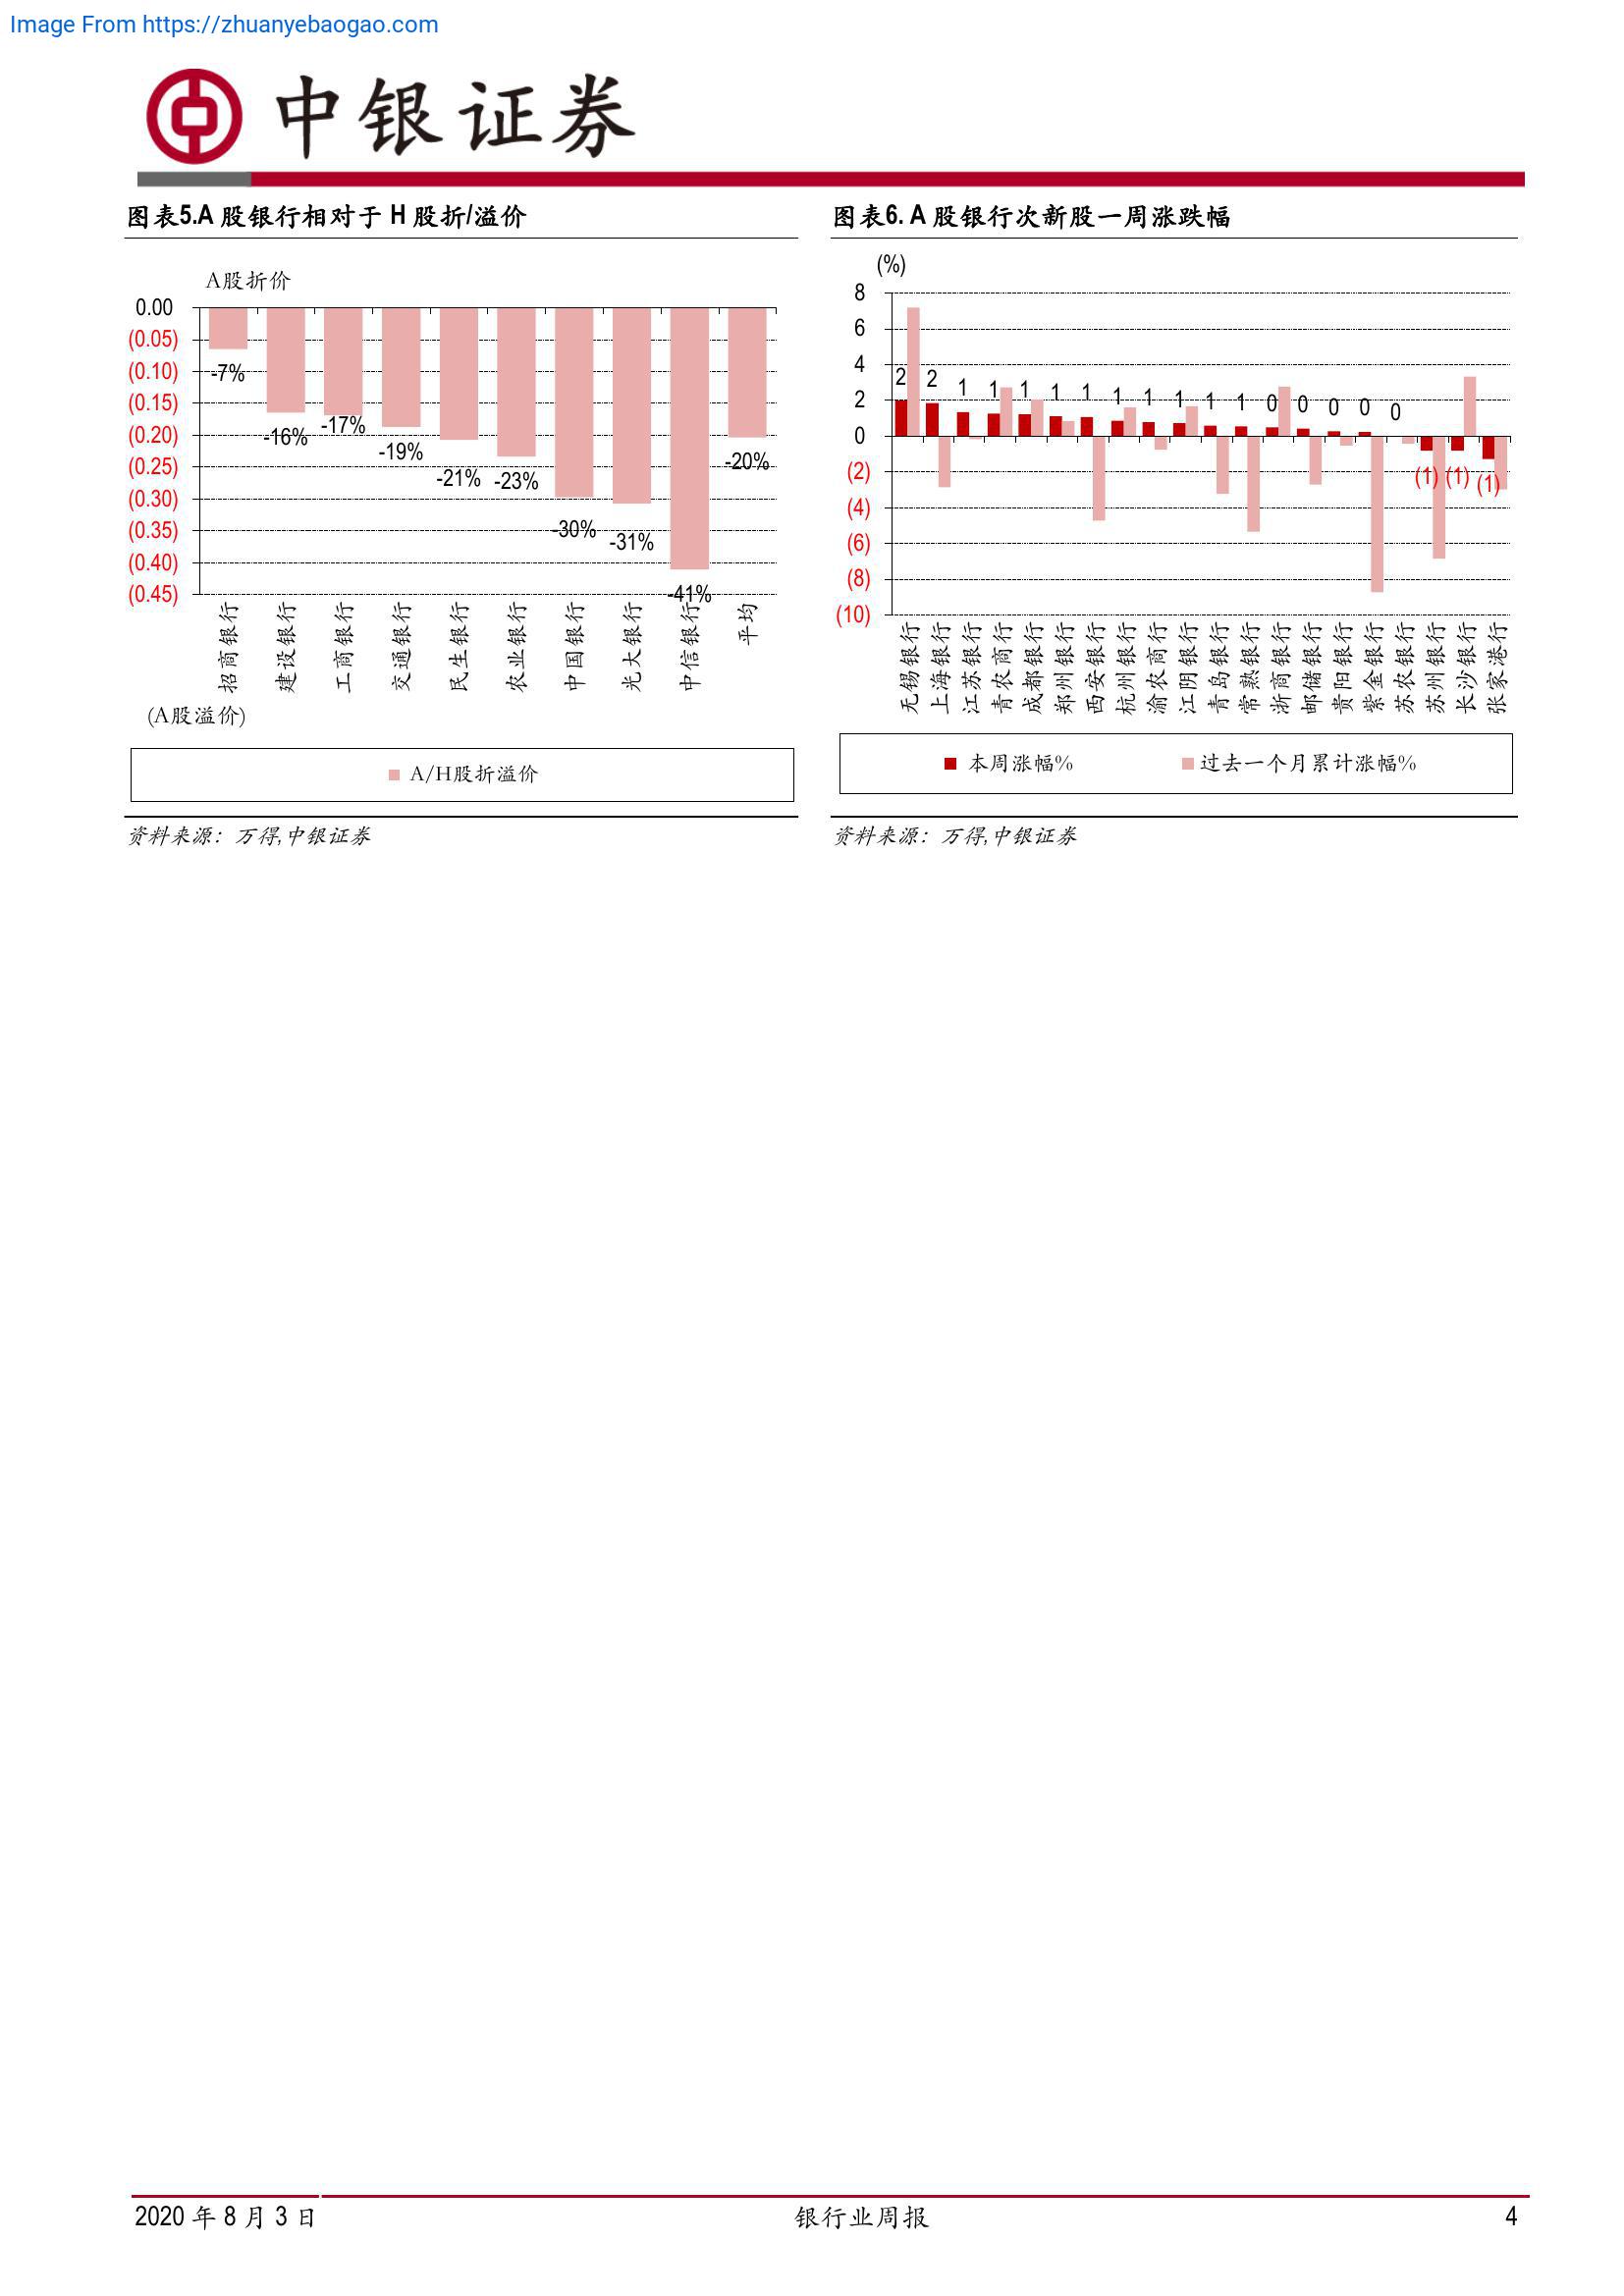 Image From https://zhuanyebaogao.com
中银证券
图表5.A 股银行相对于 H 股折/溢价
A股折价
0.00
(0.05)
(0.10)
(0.15)
(0.20)
(0.25)
(0.30)
(0.35)
(0.40)
(0.45)
-7%
-16%
-17%
-19%
-21%
-23%
-30%
-31%
-41%
-20%
招商银行
建设银行
工商银行
交通银行
民生银行
农业银行
中国银行
光大银行
中信银行
平均
(A股溢价)
A/H股折溢价
资料来源：万得,中银证券
图表6. A 股银行次新股一周涨跌幅
(%)
8
6
4
2
0
(2)
(4)
(6)
(8)
(10)
2
2
1
1
1
1
1
1
1
1
1
1
0
0
0
0
0
(1)
(1)
(1)
无锡银行
上海银行
江苏银行
青农商行
成都银行
郑州银行
西安银行
杭州银行
渝农商行
江阴银行
青岛银行
常熟银行
浙商银行
邮储银行
贵阳银行
紫金银行
苏农银行
苏州银行
长沙银行
张家港行
本周涨幅%
过去一个月累计涨幅%
资料来源：万得,中银证券
2020 年 8 月 3 日
银行业周报
4